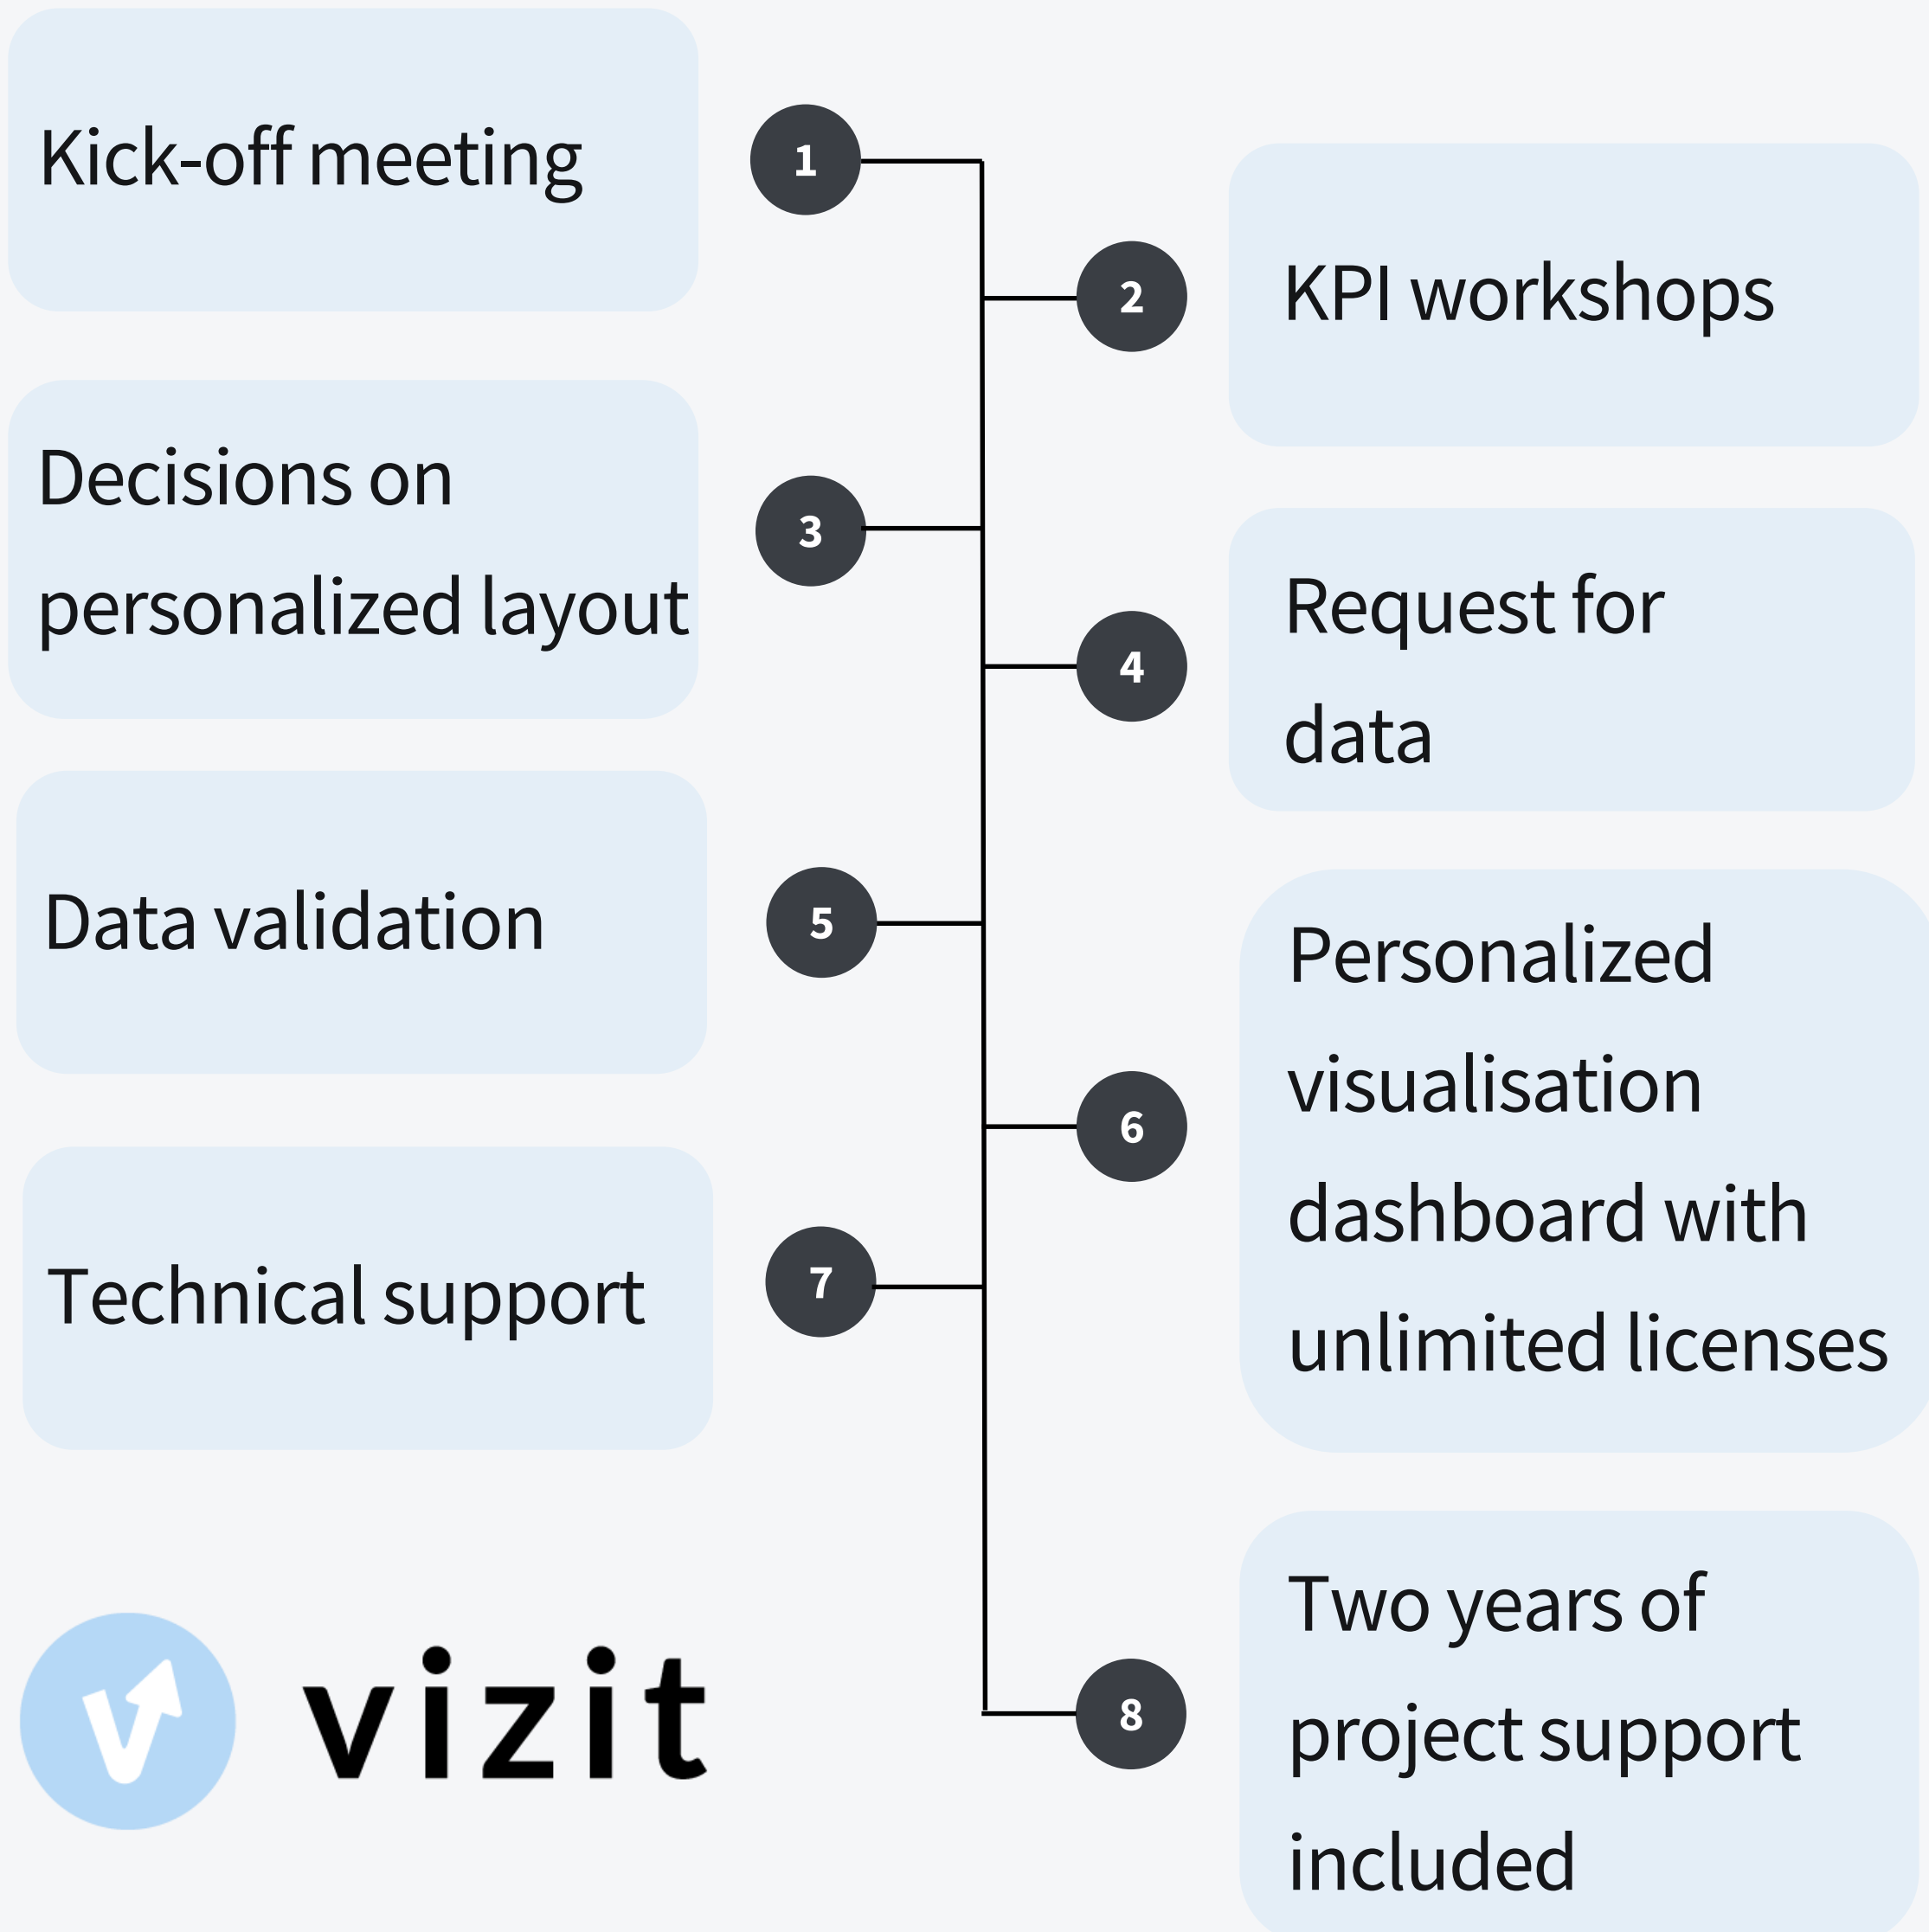 Kick-off meeting
1
2
KPI workshops
Decisions on
personalized layout
3
4
Request for
data
Data validation
5
6
Personalized
visualisation
dashboard with
unlimited licenses
Technical support
7
8
Two years of
project support
included
vizit